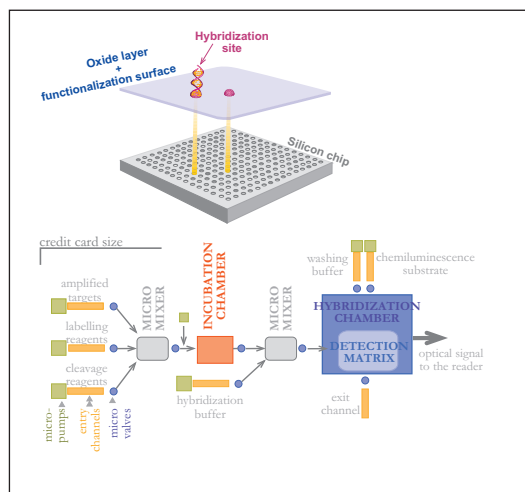 Hybridization
site
Oxide layer
+
functionalization surface
Silicon chip
credit card size
washing
buffer
chemiluminescence
substrate
amplified
targets
labelling
reagents
cleavage
reagents
MICRO
MIXER
INCUBATION
CHAMBER
MICRO
MIXER
HYBRIDIZATION
CHAMBER
DETECTION
MATRIX
optical signal
to the reader
hybridization
buffer
exit
channel
micro-
pumps
entry
channels
micro
valves